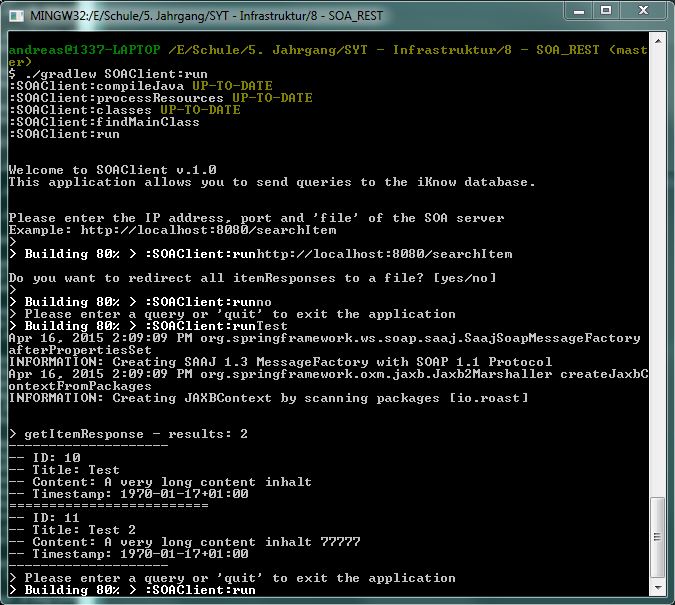 MINGW32:/E/Schule/5. Jahrgang/SYT - Infrastruktur/8 - SOA_REST
andreas@1337-LAPTOP /E/Schule/5. Jahrgang/SYT - Infrastruktur/8 - SOA_REST (mast
er)
$ ./gradlew SOAClient:run
:SOAClient:compileJava UP-TO-DATE
:SOAClient:processResources UP-TO-DATE
:SOAClient:classes UP-TO-DATE
:SOAClient:findMainClass
:SOAClient:run
Welcome to SOAClient v.1.0
This application allows you to send queries to the iKnow database.
Please enter the IP address, port and 'file' of the SOA server
Example: http://localhost:8080/searchItem
>
> Building 80% > :SOAClient:runhttp://localhost:8080/searchItem
Do you want to redirect all itemResponses to a file? [yes/no]
>
> Building 80% > :SOAClient:runno
> Please enter a query or 'quit' to exit the application
> Building 80% > :SOAClient:runTest
Apr 16, 2015 2:09:09 PM org.springframework.ws.soap.saaj.SaajSoapMessageFactory
afterPropertiesSet
INFORMATION: Creating SAAJ 1.3 MessageFactory with SOAP 1.1 Protocol
Apr 16, 2015 2:09:09 PM org.springframework.oxm.jaxb.Jaxb2Marshaller createJaxbC
ontextFromPackages
INFORMATION: Creating JAXBContext by scanning packages [io.roast]
> getItemResponse - results: 2
--------------------
-- ID: 10
-- Title: Test
-- Content: A very long content inhalt
-- Timestamp: 1970-01-17+01:00
=========================
-- ID: 11
-- Title: Test 2
-- Content: A very long content inhalt 77777
-- Timestamp: 1970-01-17+01:00
--------------------
> Please enter a query or 'quit' to exit the application
> Building 80% > :SOAClient:run